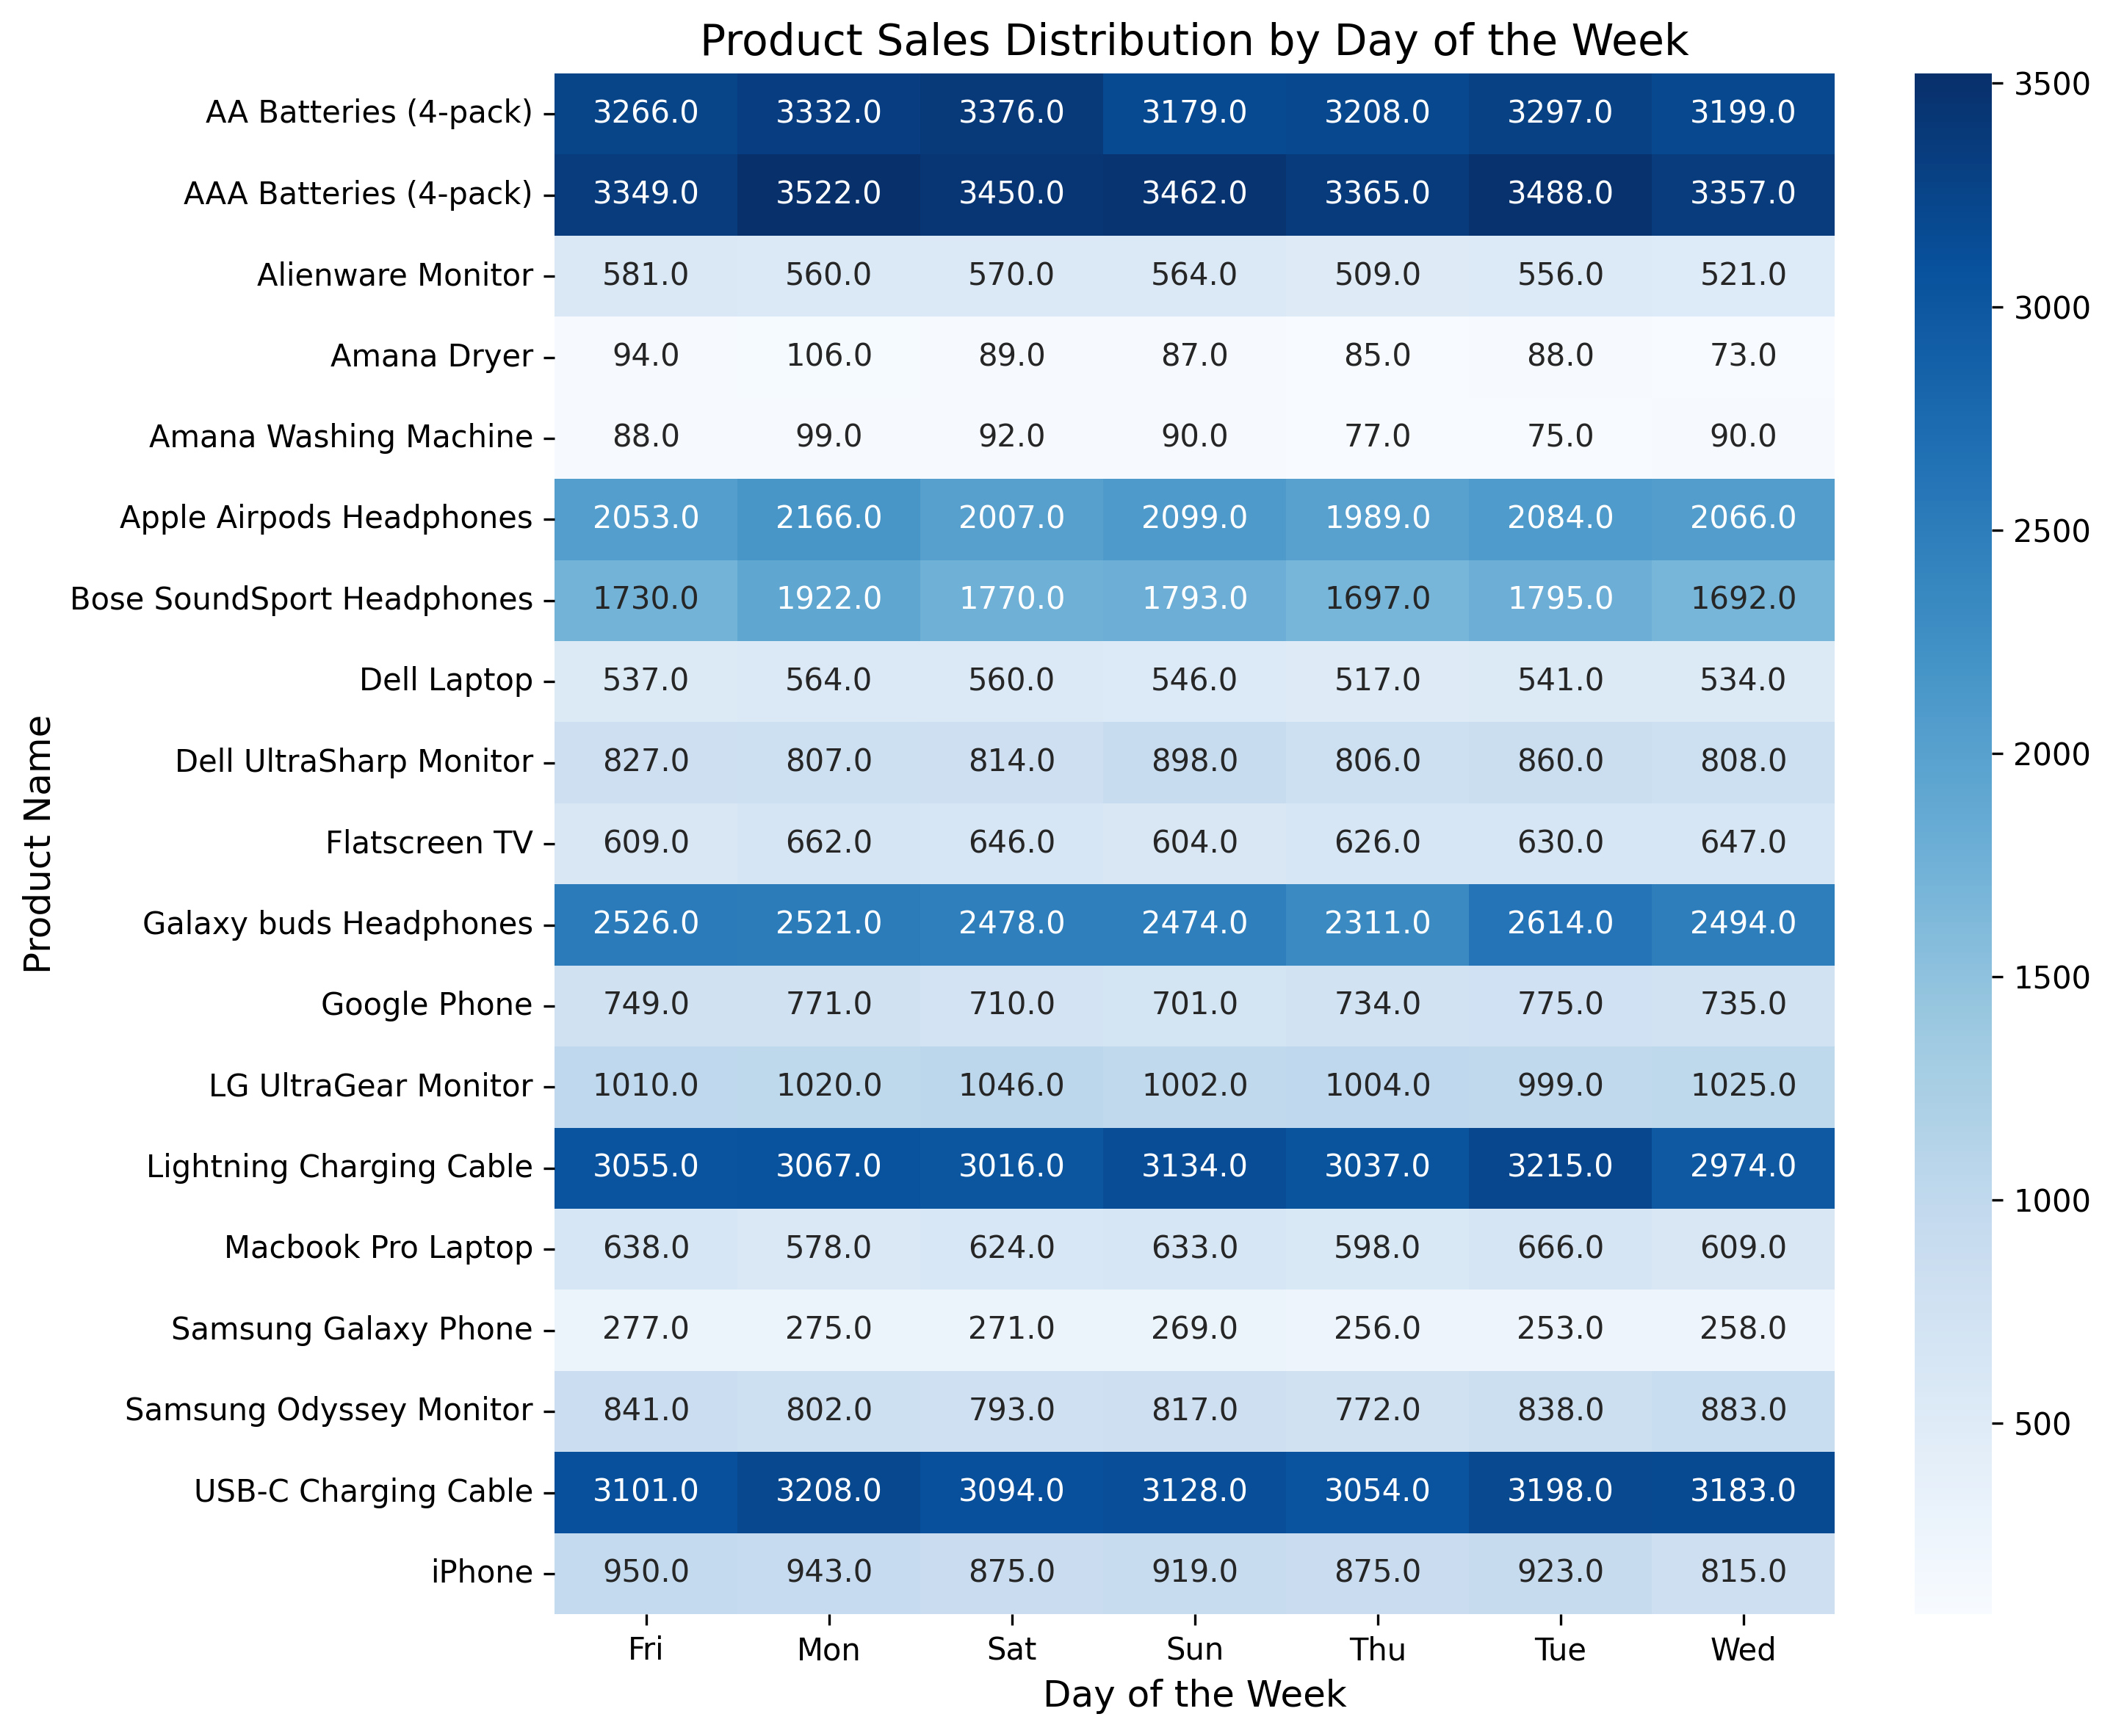 Product Sales Distribution by Day of the Week
AA Batteries (4-pack) 3266.0 3332.0 3376.0 3179.0 3208.0 3297.0 3199.0
AAA Batteries (4-pack) 3349.0 3522.0 3450.0 3462.0 3365.0 3488.0 3357.0
Alienware Monitor 581.0 560.0 570.0 564.0 509.0 556.0 521.0
Amana Dryer 94.0 106.0 89.0 87.0 85.0 88.0 73.0
Amana Washing Machine 88.0 99.0 92.0 90.0 77.0 75.0 90.0
Apple Airpods Headphones 2053.0 2166.0 2007.0 2099.0 1989.0 2084.0 2066.0
Bose SoundSport Headphones 1730.0 1922.0 1770.0 1793.0 1697.0 1795.0 1692.0
Dell Laptop 537.0 564.0 560.0 546.0 517.0 541.0 534.0
Dell UltraSharp Monitor 827.0 807.0 814.0 898.0 806.0 860.0 808.0
Flatscreen TV 609.0 662.0 646.0 604.0 626.0 630.0 647.0
Galaxy buds Headphones 2526.0 2521.0 2478.0 2474.0 2311.0 2614.0 2494.0
Google Phone 749.0 771.0 710.0 701.0 734.0 775.0 735.0
LG UltraGear Monitor 1010.0 1020.0 1046.0 1002.0 1004.0 999.0 1025.0
Lightning Charging Cable 3055.0 3067.0 3016.0 3134.0 3037.0 3215.0 2974.0
Macbook Pro Laptop 638.0 578.0 624.0 633.0 598.0 666.0 609.0
Samsung Galaxy Phone 277.0 275.0 271.0 269.0 256.0 253.0 258.0
Samsung Odyssey Monitor 841.0 802.0 793.0 817.0 772.0 838.0 883.0
USB-C Charging Cable 3101.0 3208.0 3094.0 3128.0 3054.0 3198.0 3183.0
iPhone 950.0 943.0 875.0 919.0 875.0 923.0 815.0
Fri Mon Sat Sun Thu Tue Wed
Day of the Week
Product Name
3500
3000
2500
2000
1500
1000
500